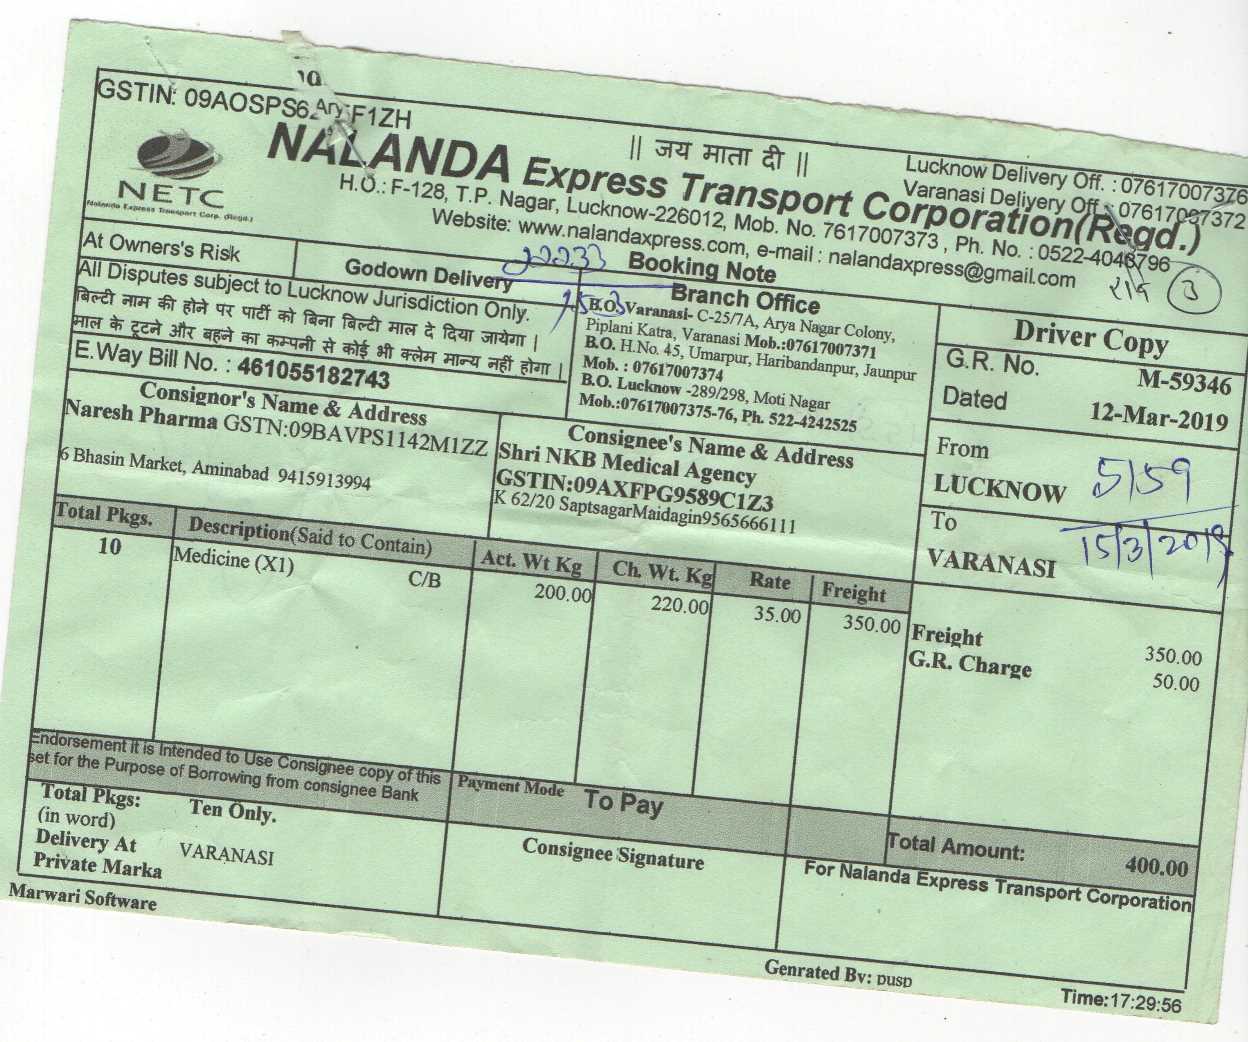 10
GSTIN: 09AOSPS6 Ary F1ZH
|| जय माता दी ||
Lucknow Delivery Off. : 07617007376
Varanasi Delivery Off : 07617007372
NETC
Nalanda Express Transport Corp. (Regd.)
NALANDA Express Transport Corporation(Regd.)
H.O.: F-128, T.P. Nagar, Lucknow-226012, Mob. No. 7617007373 , Ph. No. : 0522-4048796
Website: www.nalandaxpress.com, e-mail : nalandaxpress@gmail.com
3
At Owners's Risk
Godown Delivery
22233
Booking Note
All Disputes subject to Lucknow Jurisdiction Only.
बिल्टी नाम की होने पर पार्टी को बिना बिल्टी माल दे दिया जायेगा |
माल के टूटने और बहने का कम्पनी से कोई भी क्लेम मान्य नहीं होगा |
E.Way Bill No. : 461055182743
Branch Office
B.O. Varanasi- C-25/7A, Arya Nagar Colony,
Piplani Katra, Varanasi Mob.:07617007371
B.O. H.No. 45, Umarpur, Haribandanpur, Jaunpur
Mob. : 07617007374
B.O. Lucknow -289/298, Moti Nagar
Mob.:07617007375-76, Ph. 522-4242525
Driver Copy
G.R. No. M-59346
Dated 12-Mar-2019
Consignor's Name & Address
Naresh Pharma GSTN:09BAVPS1142M1ZZ
6 Bhasin Market, Aminabad 9415913994
Consignee's Name & Address
Shri NKB Medical Agency
GSTIN:09AXFPG9589C1Z3
K 62/20 SaptsagarMaidagin9565666111
From
LUCKNOW
5159
To
VARANASI
15/3/2019
Total Pkgs. Description(Said to Contain) Act. Wt Kg Ch. Wt. Kg Rate Freight
10 Medicine (X1) C/B 200.00 220.00 35.00 350.00
Freight 350.00
G.R. Charge 50.00
Endorsement it is Intended to Use Consignee copy of this
set for the Purpose of Borrowing from consignee Bank
Payment Mode To Pay
Total Amount: 400.00
Total Pkgs: Ten Only.
(in word)
Delivery At VARANASI
Private Marka
Consignee Signature
For Nalanda Express Transport Corporation
Marwari Software
Genrated By: pusp
Time:17:29:56